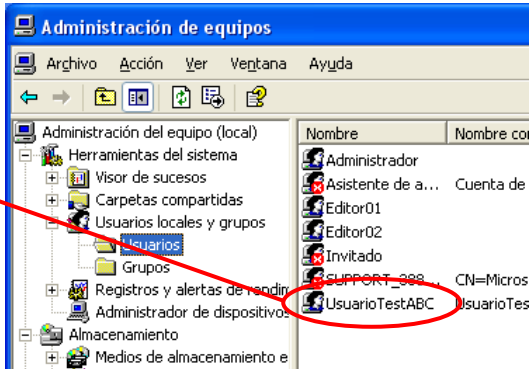 Administración de equipos
Archivo Acción Ver Ventana Ayuda
Administración del equipo (local)
Herramientas del sistema
Visor de sucesos
Carpetas compartidas
Usuarios locales y grupos
Usuarios
Grupos
Registros y alertas de rendim
Administrador de dispositivos
Almacenamiento
Medios de almacenamiento e
Nombre Nombre con
Administrador
Asistente de a... Cuenta de
Editor01
Editor02
Invitado
SUPPORT_388... CN=Micros
UsuarioTestABC UsuarioTes